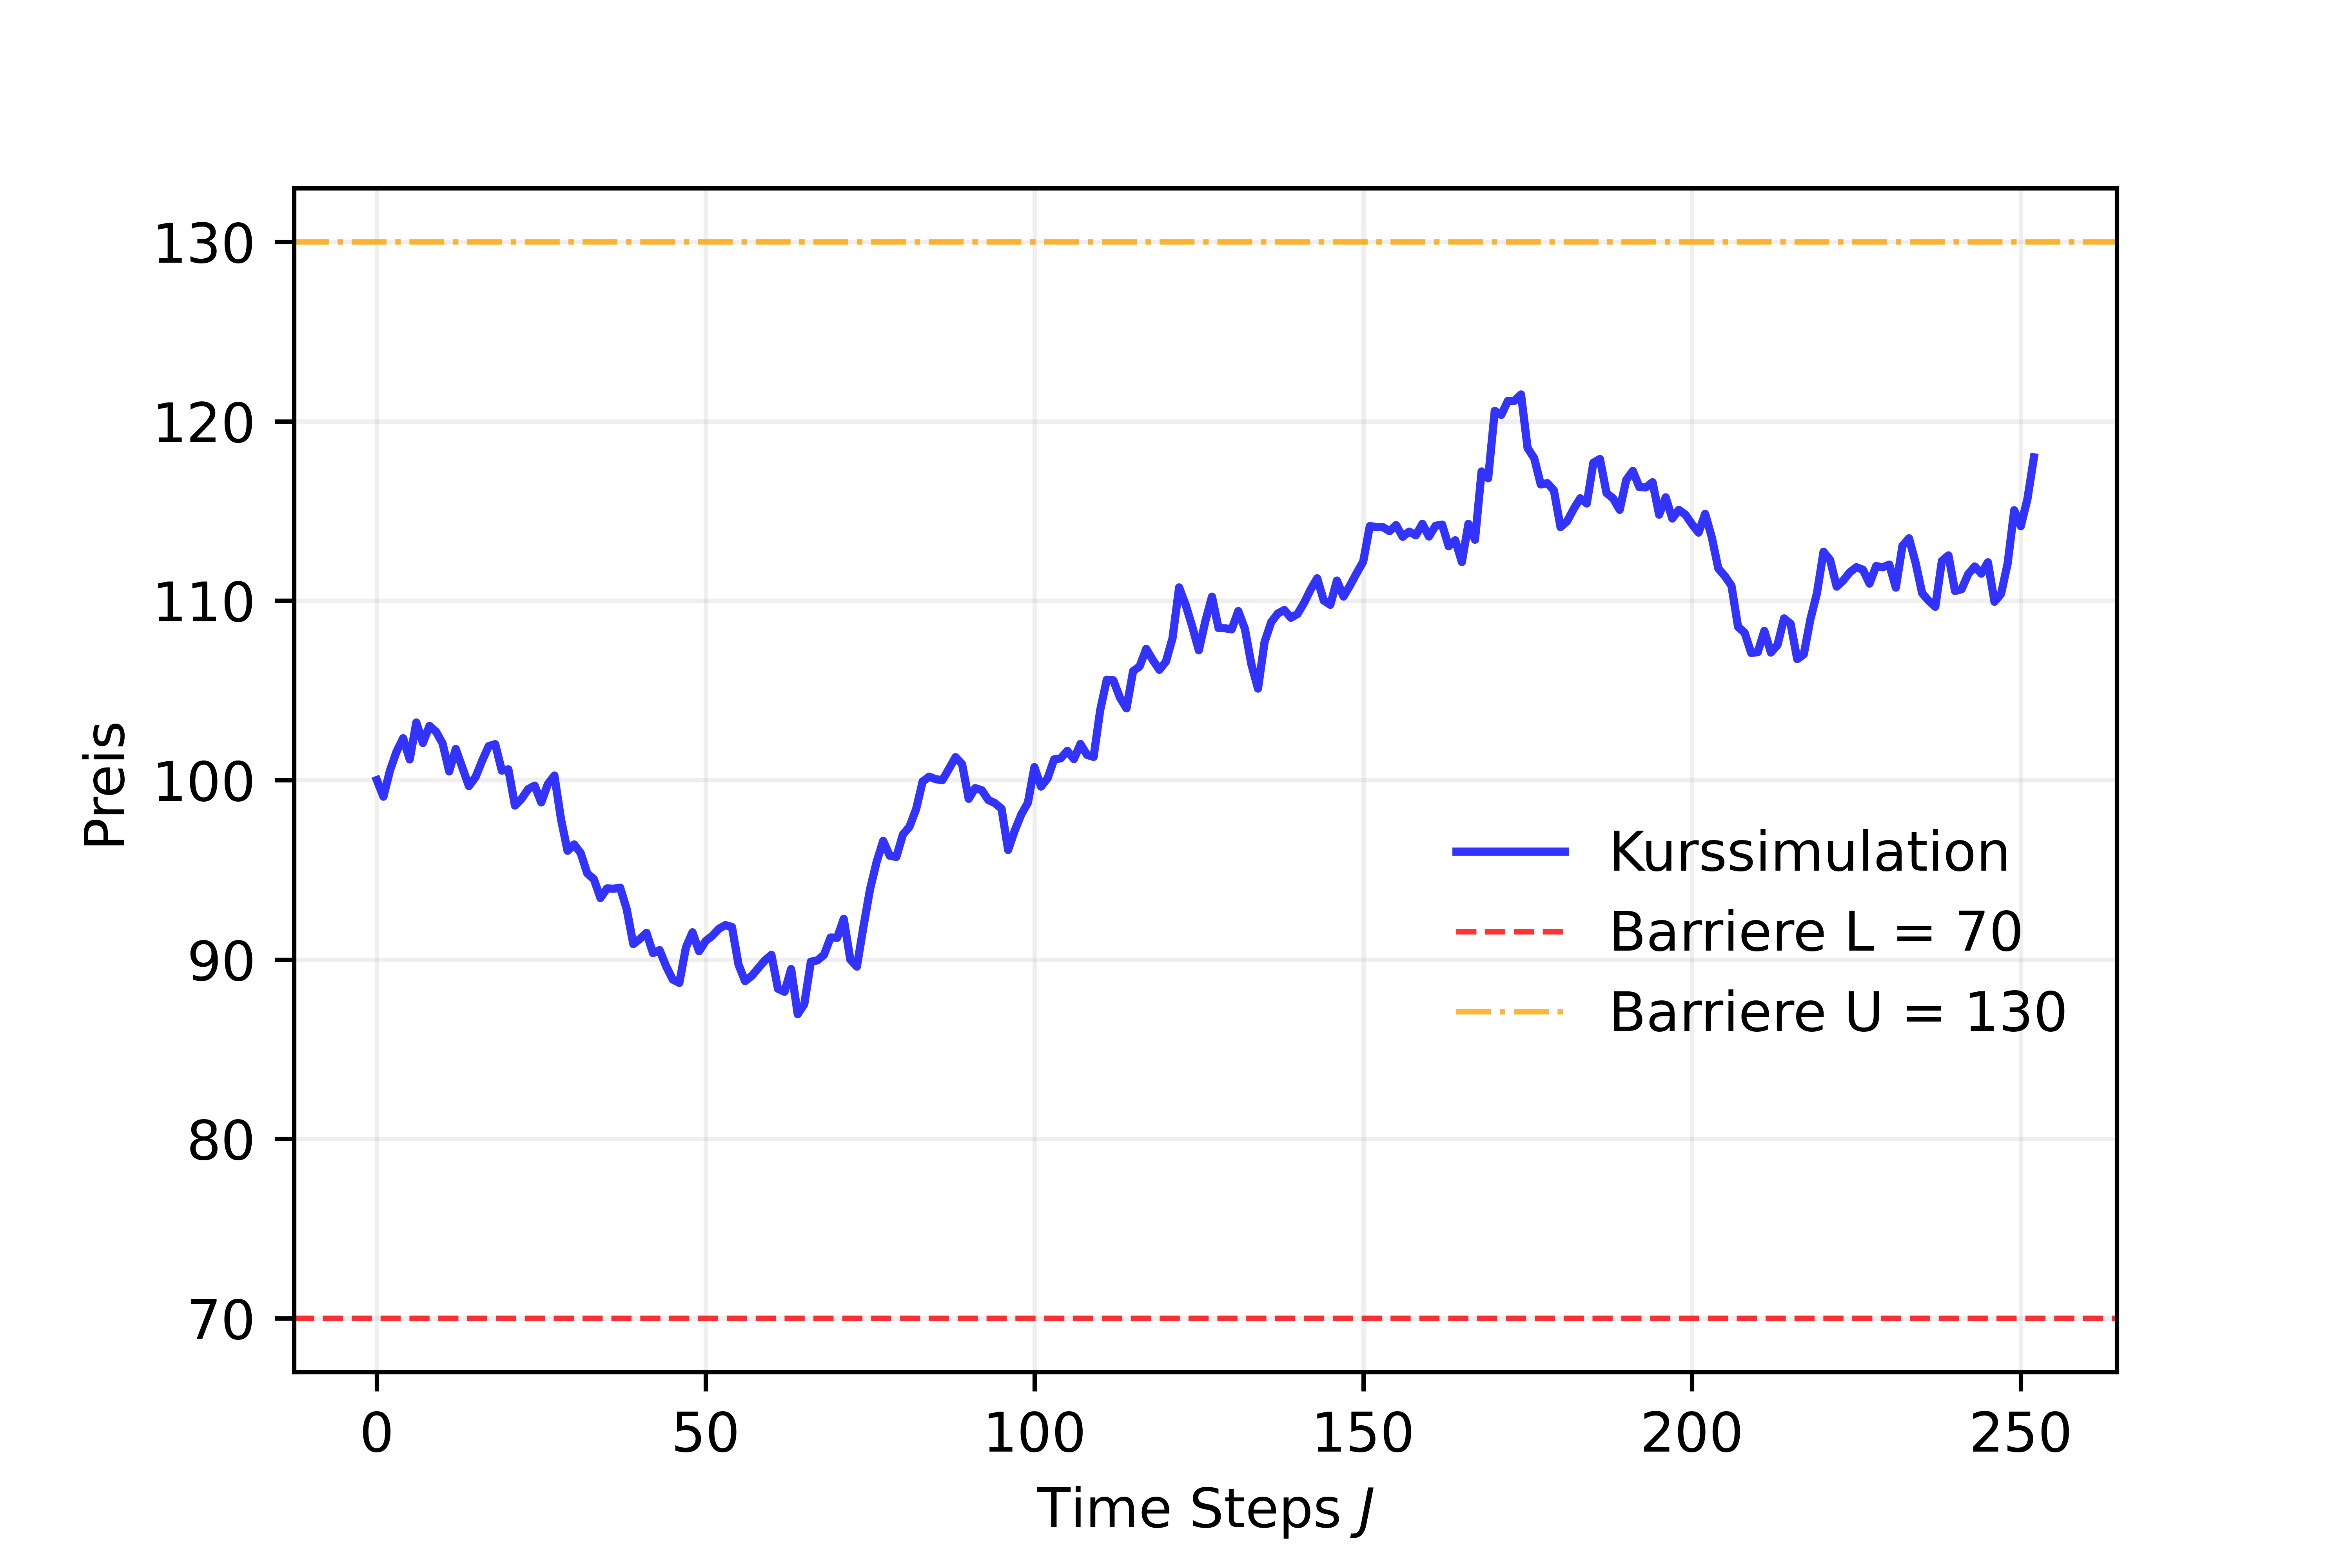 130
120
110
100
90
80
70
Preis
Kurssimulation
Barriere L = 70
Barriere U = 130
0 50 100 150 200 250
Time Steps J